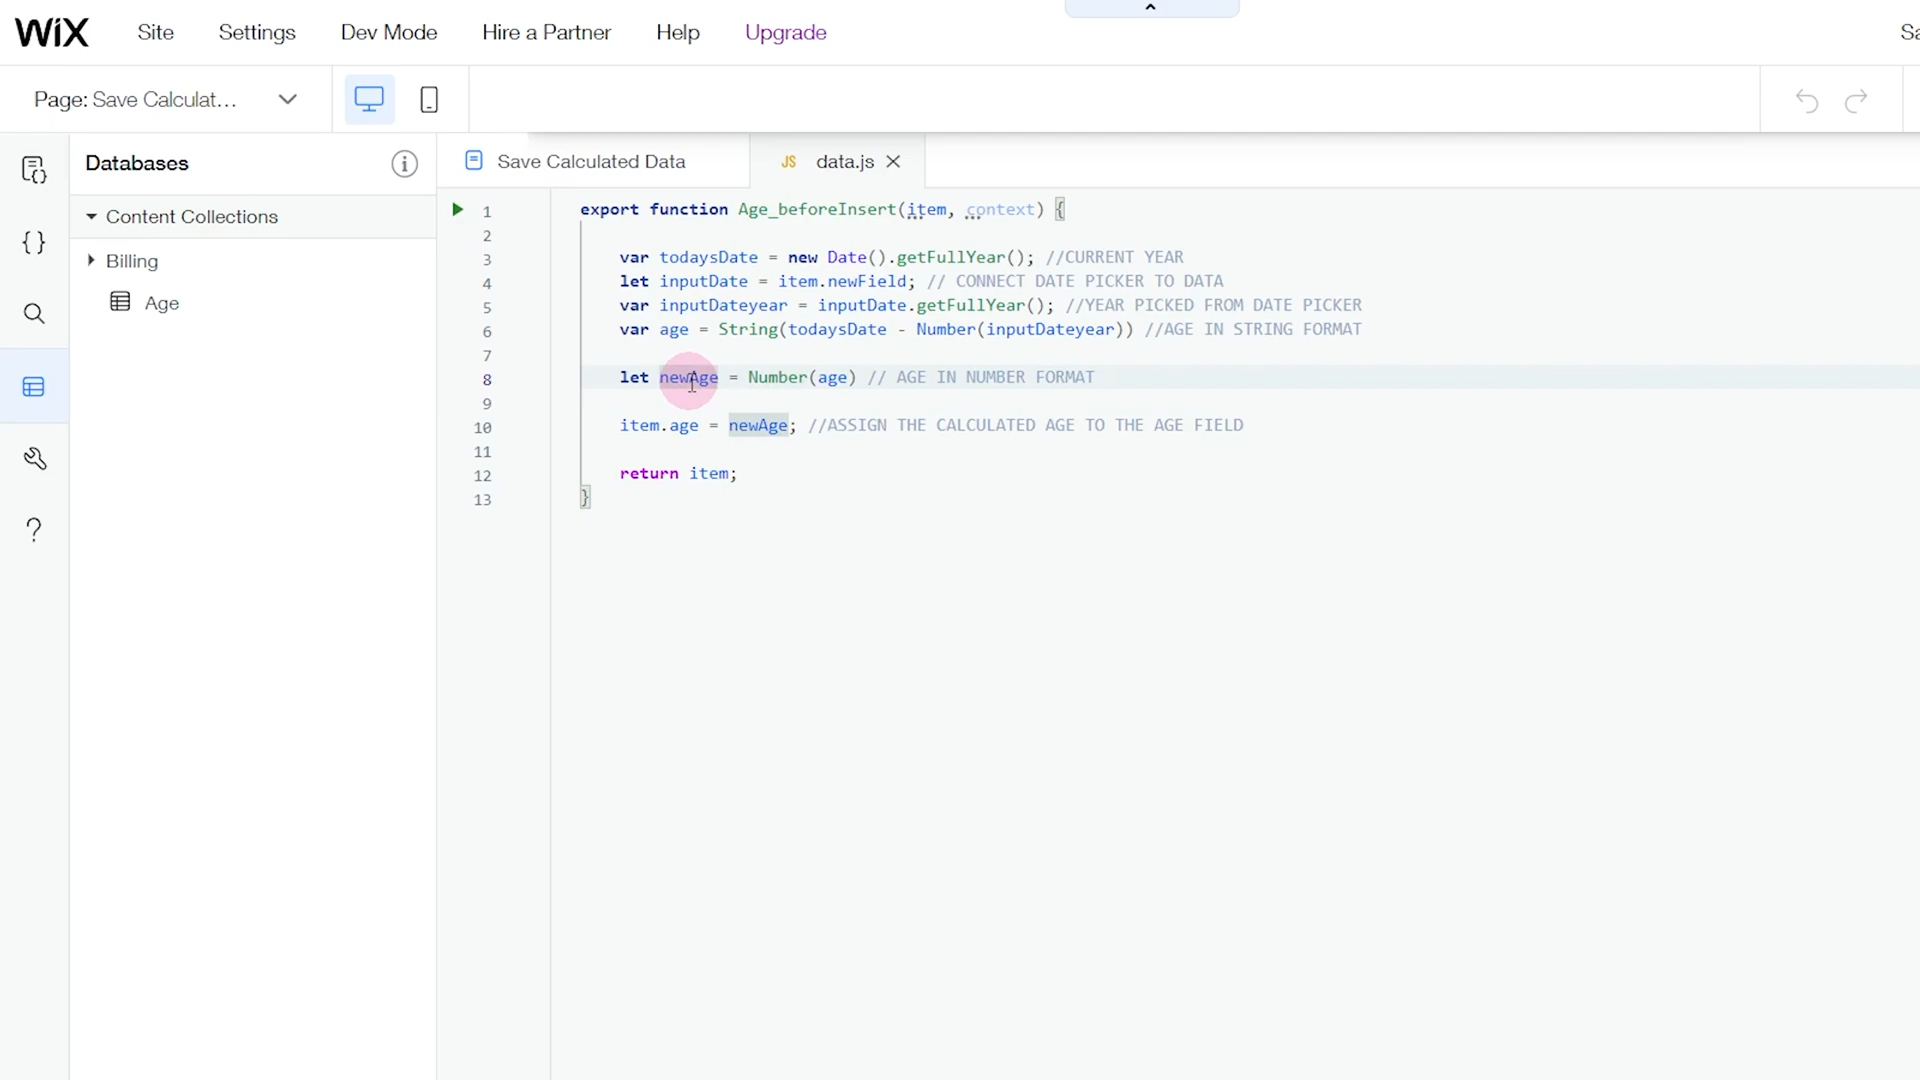 WiX Site Settings Dev Mode Hire a Partner Help Upgrade Sa
Page: Save Calculat...
Databases
Content Collections
Billing
Age
Save Calculated Data
JS data.js
1 export function Age_beforeInsert(item, context) {
2
3 var todaysDate = new Date().getFullYear(); //CURRENT YEAR
4 let inputDate = item.newField; // CONNECT DATE PICKER TO DATA
5 var inputDateyear = inputDate.getFullYear(); //YEAR PICKED FROM DATE PICKER
6 var age = String(todaysDate - Number(inputDateyear)) //AGE IN STRING FORMAT
7
8 let newAge = Number(age) // AGE IN NUMBER FORMAT
9
10 item.age = newAge; //ASSIGN THE CALCULATED AGE TO THE AGE FIELD
11
12 return item;
13 }